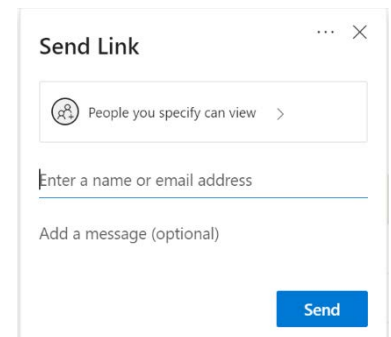 Send Link
People you specify can view
Enter a name or email address
Add a message (optional)
Send